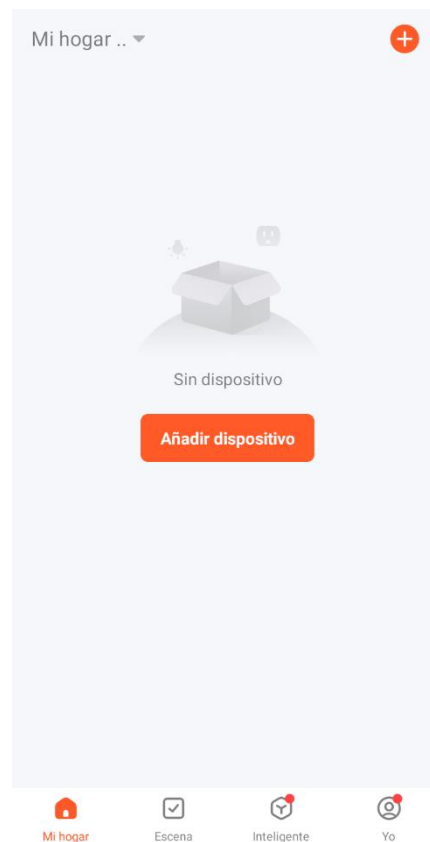 Mi hogar ..
Sin dispositivo
Añadir dispositivo
Mi hogar
Escena
Inteligente
Yo